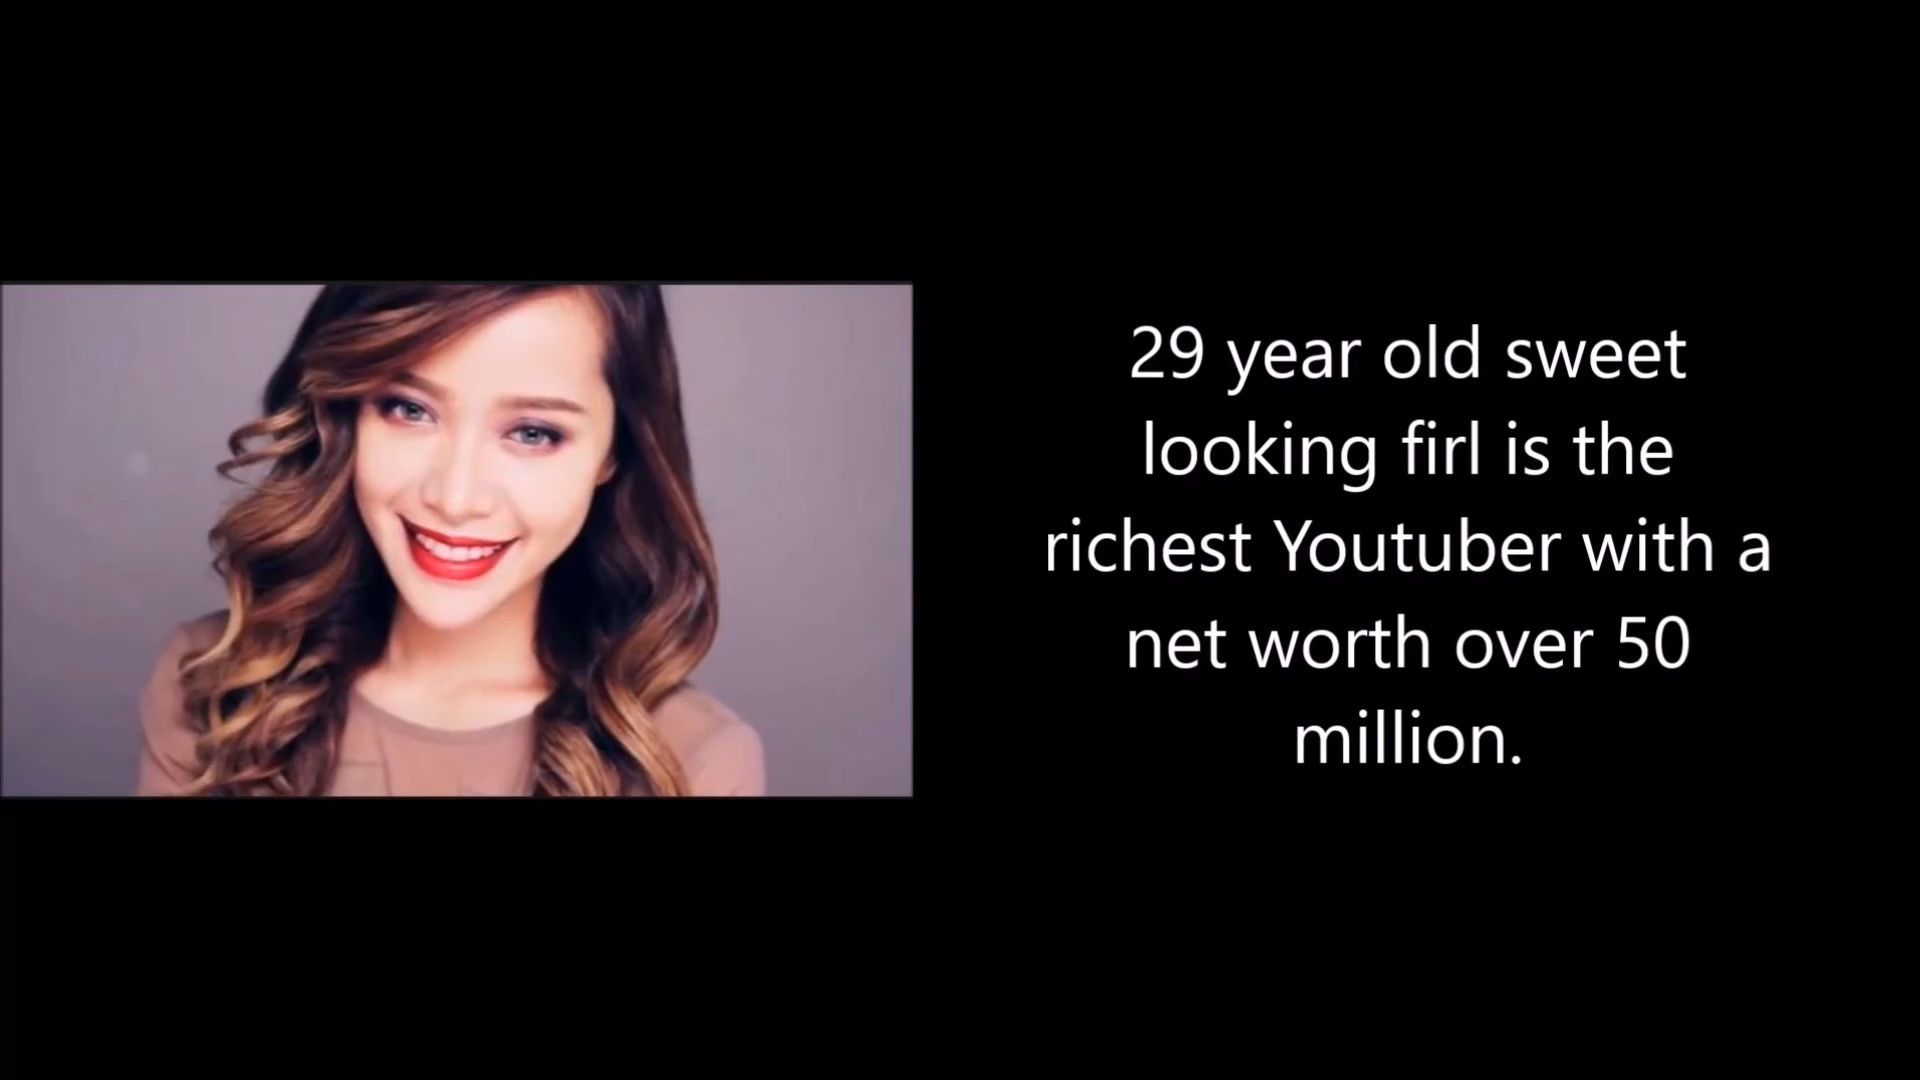 29 year old sweet
looking firl is the
richest Youtuber with a
net worth over 50
million.